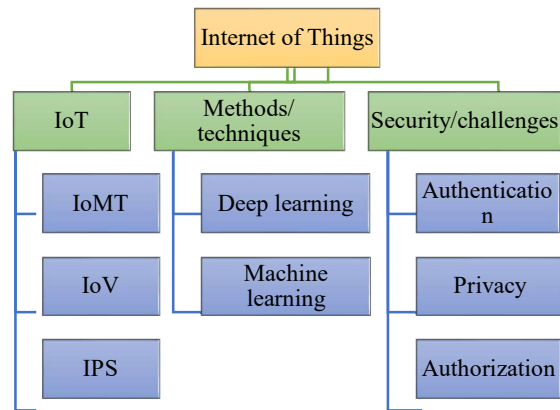 Internet of Things
IoT
Methods/
techniques
Security/challenges
IoMT
Deep learning
Authenticatio
n
IoV
Machine
learning
Privacy
IPS
Authorization